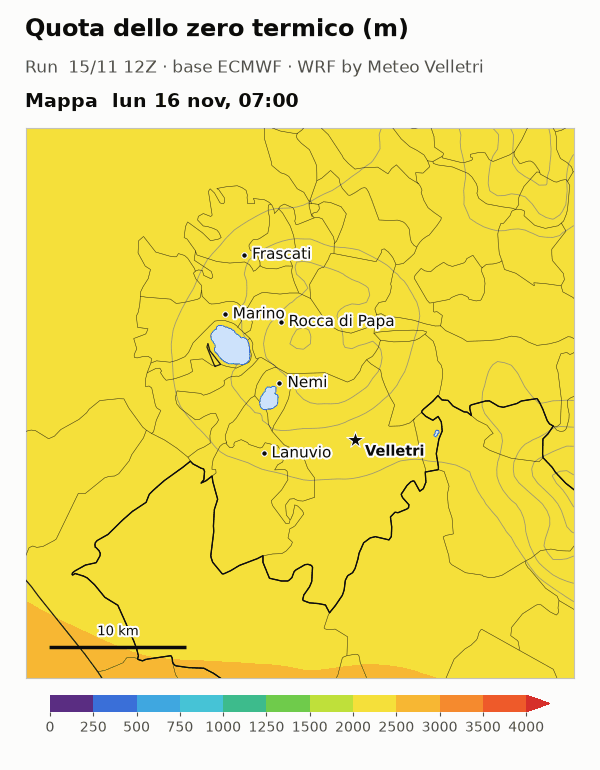 Quota dello zero termico (m)
Run  15/11 12Z · base ECMWF · WRF by Meteo Velletri
Mappa  lun 16 nov, 07:00
Frascati
Marino
Rocca di Papa
Nemi
Velletri
Lanuvio
10 km
0 250 500 750 1000 1250 1500 2000 2500 3000 3500 4000